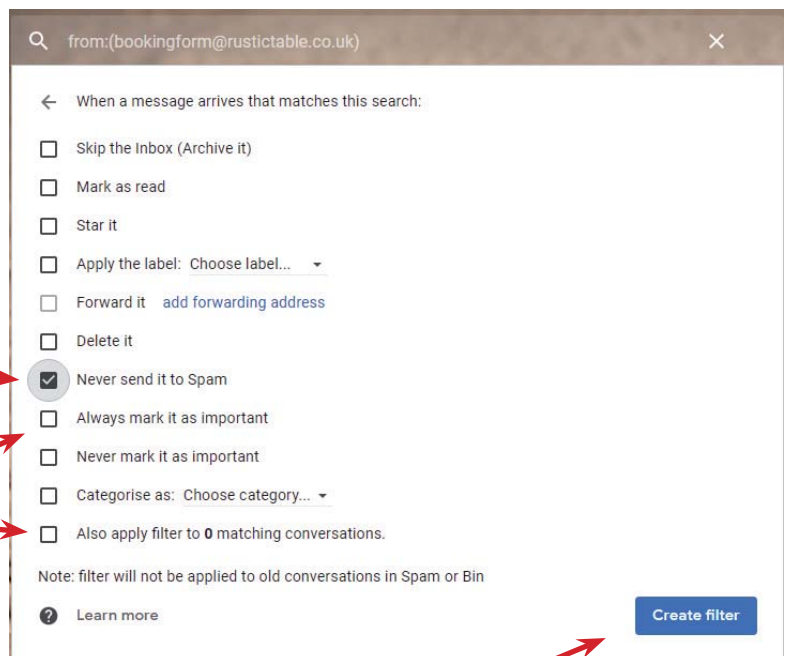 from:(bookingform@rustictable.co.uk)
When a message arrives that matches this search:
Skip the Inbox (Archive it)
Mark as read
Star it
Apply the label: Choose label...
Forward it add forwarding address
Delete it
Never send it to Spam
Always mark it as important
Never mark it as important
Categorise as: Choose category...
Also apply filter to 0 matching conversations.
Note: filter will not be applied to old conversations in Spam or Bin
Learn more
Create filter